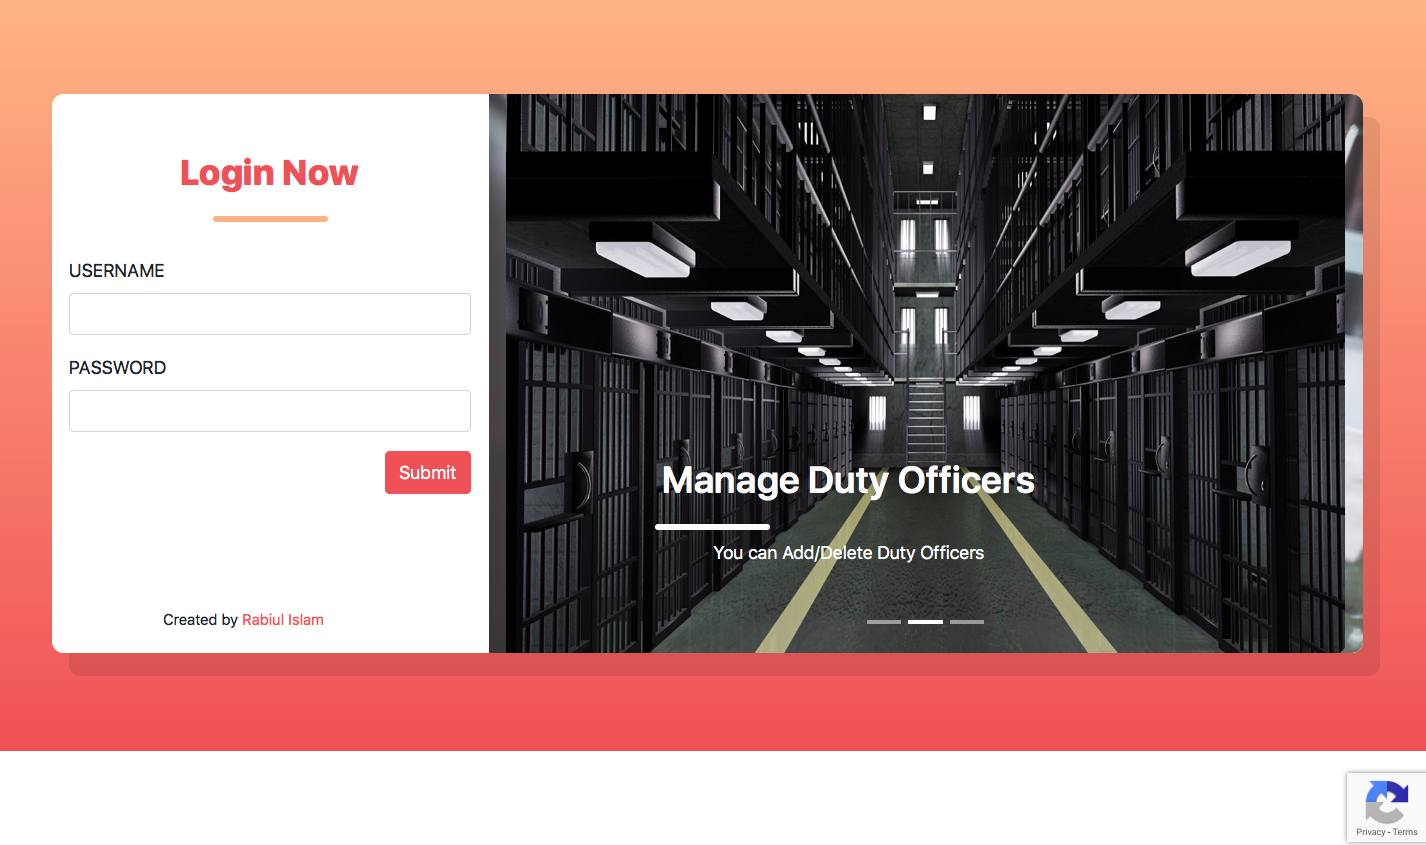 Login Now
USERNAME
PASSWORD
Submit
Created by Rabiul Islam
Manage Duty Officers
You can Add/Delete Duty Officers
Privacy - Terms